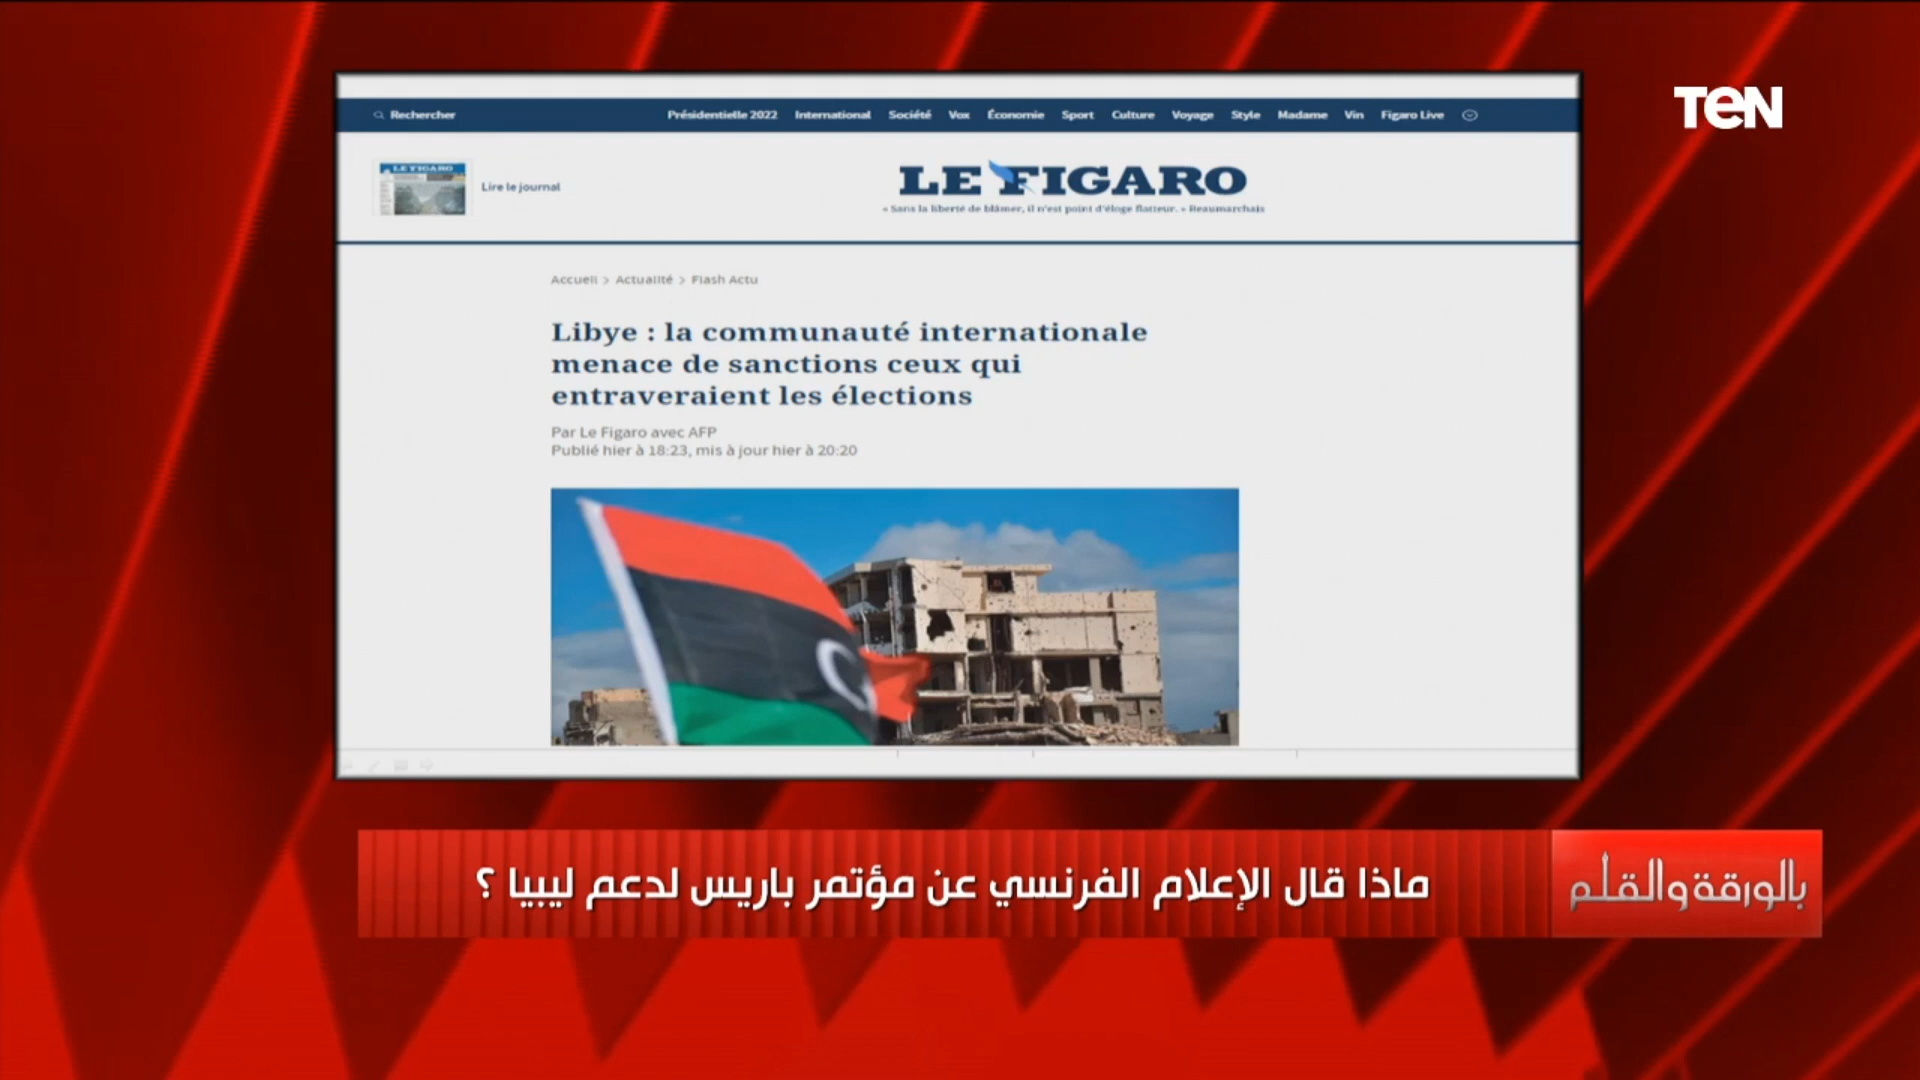 TEN
Rechercher
Présidentielle 2022 International Société Vox Économie Sport Culture Voyage Style Madame Vin Figaro Live
LE FIGARO
Lire le journal
LE FIGARO
« Sans la liberté de blâmer, il n'est point d'éloge flatteur. » Beaumarchais
Accueil > Actualité > Flash Actu
Libye : la communauté internationale
menace de sanctions ceux qui
entraveraient les élections
Par Le Figaro avec AFP
Publié hier à 18:23, mis à jour hier à 20:20
بالورقة والقلم
ماذا قال الإعلام الفرنسي عن مؤتمر باريس لدعم ليبيا ؟